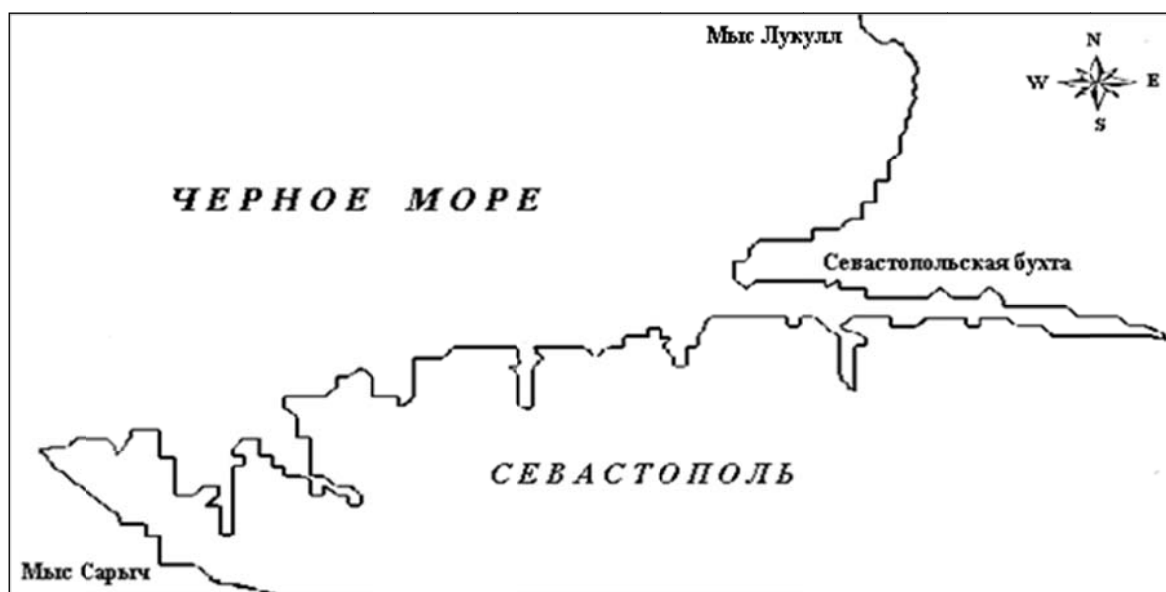 Мыс Лукулл
N
W E
S
ЧЕРНОЕ МОРЕ
Севастопольская бухта
СЕВАСТОПОЛЬ
Мыс Сарыч